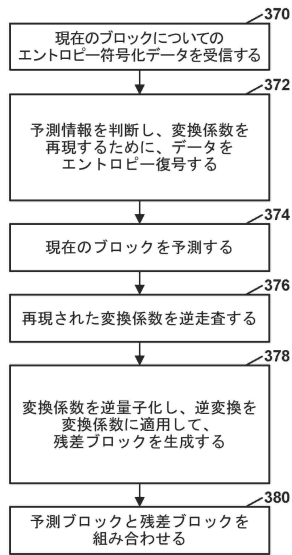 370
現在のブロックについての
エントロピー符号化データを受信する
372
予測情報を判断し、変換係数を
再現するために、データを
エントロピー復号する
374
現在のブロックを予測する
376
再現された変換係数を逆走査する
378
変換係数を逆量子化し、逆変換を
変換係数に適用して、
残差ブロックを生成する
380
予測ブロックと残差ブロックを
組み合わせる